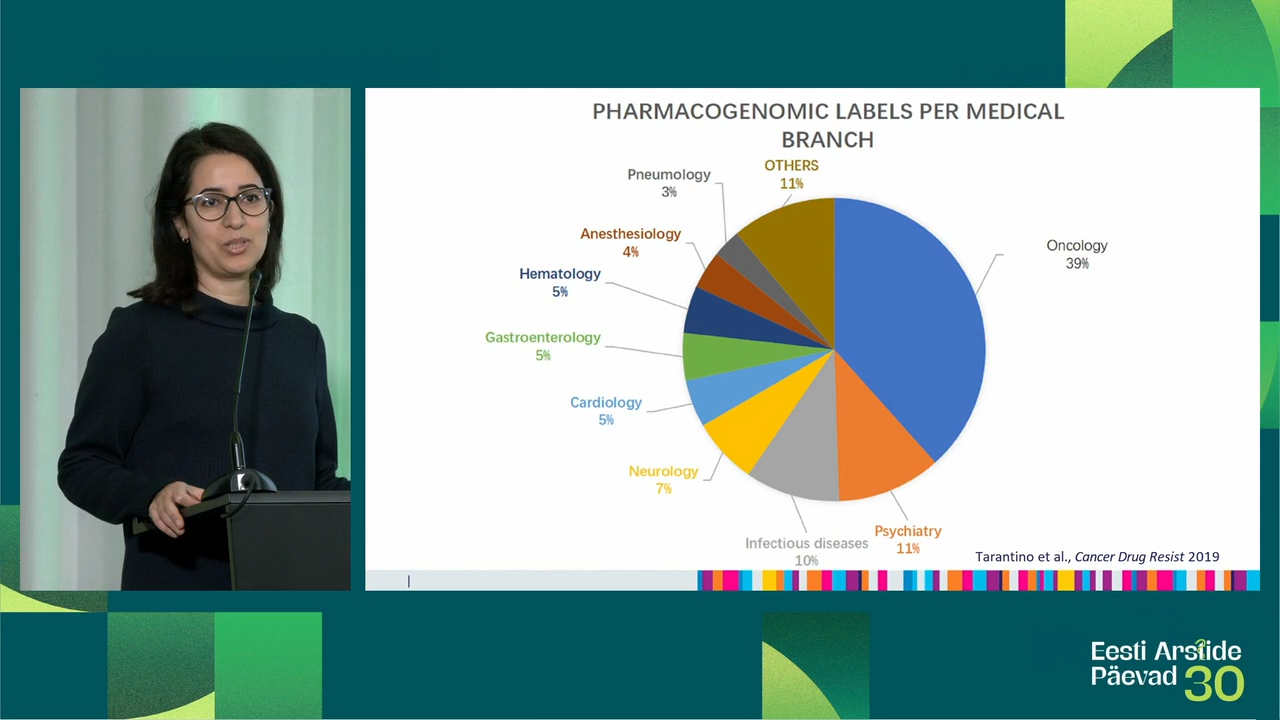 PHARMACOGENOMIC LABELS PER MEDICAL
BRANCH
OTHERS
11%
Pneumology
3%
Anesthesiology
4%
Hematology
5%
Gastroenterology
5%
Cardiology
5%
Neurology
7%
Infectious diseases
10%
Psychiatry
11%
Oncology
39%
Tarantino et al., Cancer Drug Resist 2019
Eesti Arstide
Päevad 30